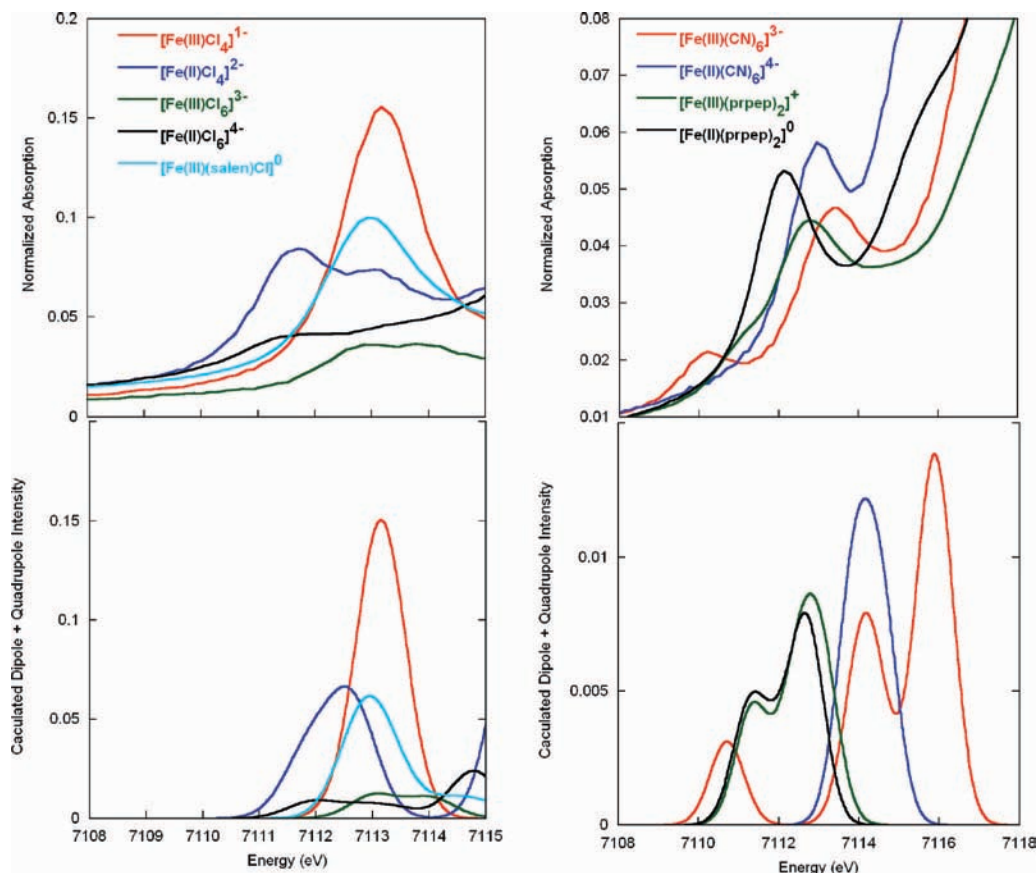 0.2
0.15
0.1
0.05
0
Normalized Absorption
[Fe(III)Cl4]1-
[Fe(II)Cl4]2-
[Fe(III)Cl6]3-
[Fe(II)Cl6]4-
[Fe(III)(salen)Cl]0
0.08
0.07
0.06
0.05
0.04
0.03
0.02
0.01
Normalized Apsorption
[Fe(III)(CN)6]3-
[Fe(II)(CN)6]4-
[Fe(III)(prpep)2]+
[Fe(II)(prpep)2]0
0.15
0.1
0.05
0
Caculated Dipole + Quadrupole Intensity
7108 7109 7110 7111 7112 7113 7114 7115
Energy (eV)
0.01
0.005
0
Caculated Dipole + Quadrupole Intensity
7108 7110 7112 7114 7116 7118
Energy (eV)